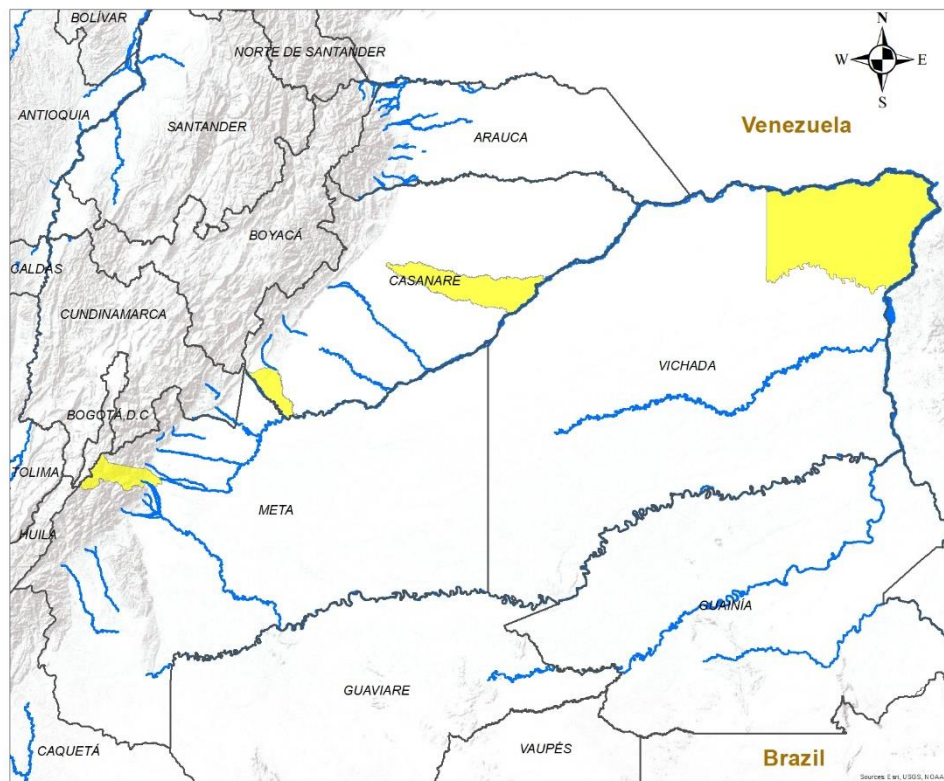 BOLÍVAR
N
NORTE DE SANTANDER
W E
S
ANTIOQUIA
SANTANDER
ARAUCA
Venezuela
BOYACÁ
CALDAS
CASANARE
CUNDINAMARCA
VICHADA
BOGOTÁ,D.C
TOLIMA
META
HUILA
GUAINÍA
GUAVIARE
CAQUETÁ
VAUPÉS
Brazil
Sources: Esri, USGS, NOAA